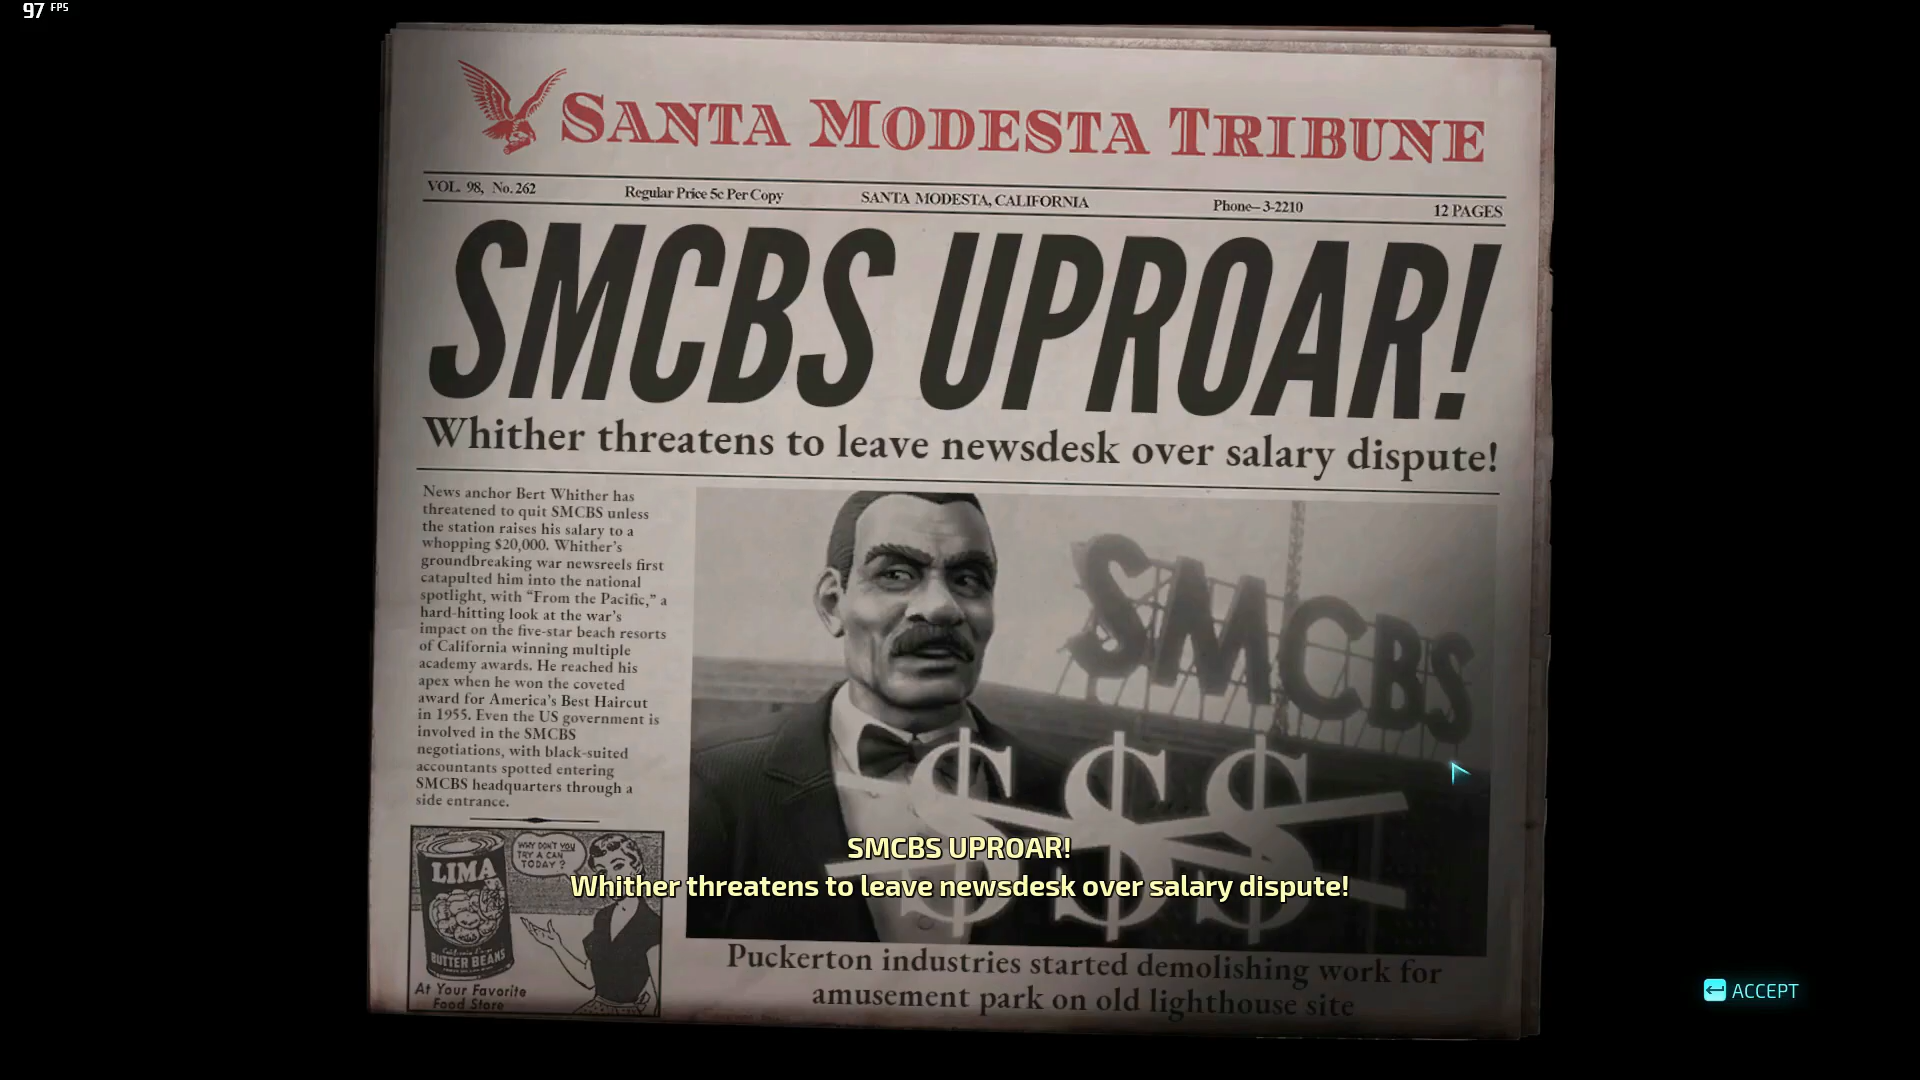 97 FPS
SANTA MODESTA TRIBUNE
VOL. 98, No. 262 Regular Price 5c Per Copy SANTA MODESTA, CALIFORNIA Phone—3-2210 12 PAGES
SMCBS UPROAR!
Whither threatens to leave newsdesk over salary dispute!
News anchor Bert Whither has
threatened to quit SMCBS unless
the station raises his salary to a
whopping $20,000. Whither's
groundbreaking war newsreels first
catapulted him into the national
spotlight, with “From the Pacific,” a
hard-hitting look at the war's
impact on the five-star beach resorts
of California winning multiple
academy awards. He reached his
apex when he won the coveted
award for America's Best Haircut
in 1955. Even the US government is
involved in the SMCBS
negotiations, with black-suited
accountants spotted entering
SMCBS headquarters through a
side entrance.
SMCBS
$$$
SMCBS UPROAR!
Whither threatens to leave newsdesk over salary dispute!
WHY DON'T YOU
TRY A CAN
TODAY?
LIMA
BUTTER BEANS
At Your Favorite
Food Store
Puckerton industries started demolishing work for
amusement park on old lighthouse site
ACCEPT